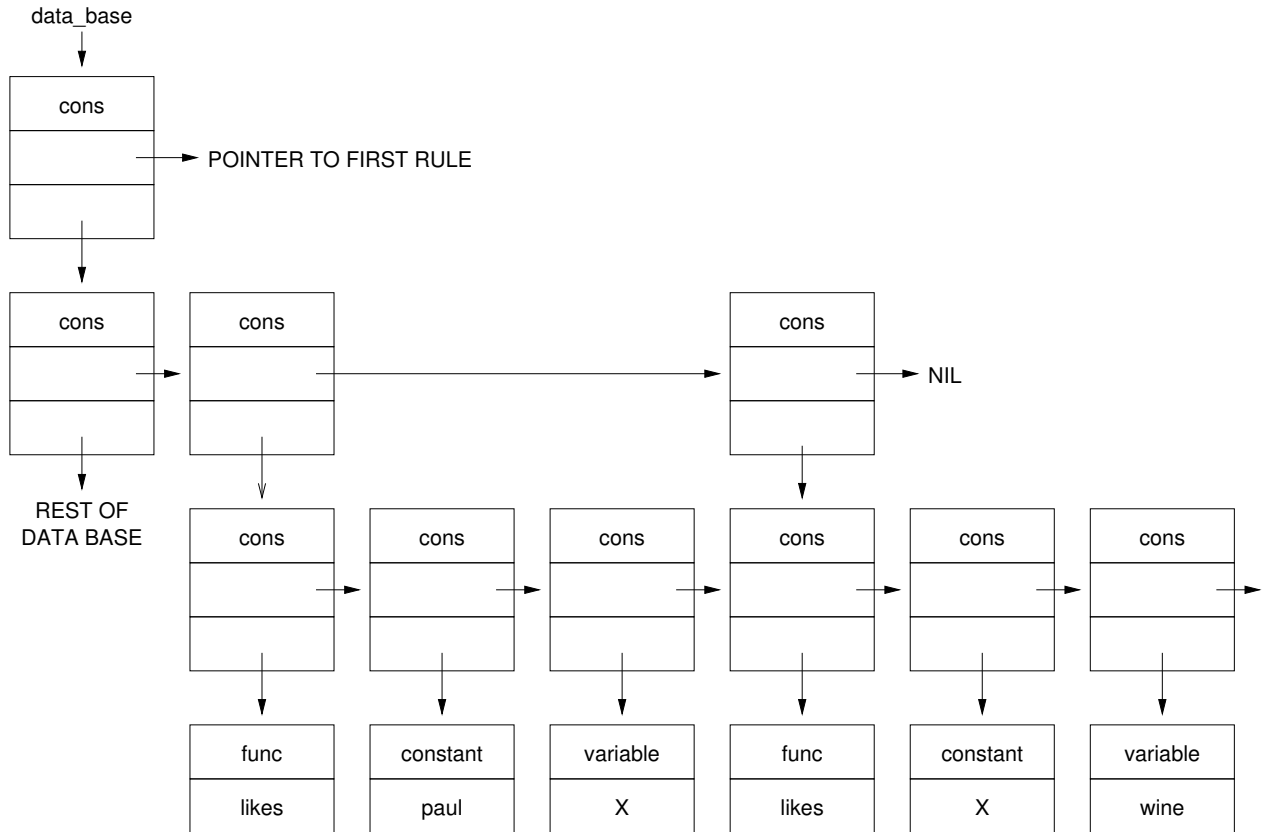 data_base
cons
POINTER TO FIRST RULE
cons
cons
cons
NIL
REST OF
DATA BASE
cons
cons
cons
cons
cons
cons
func
constant
variable
func
constant
variable
likes
paul
X
likes
X
wine